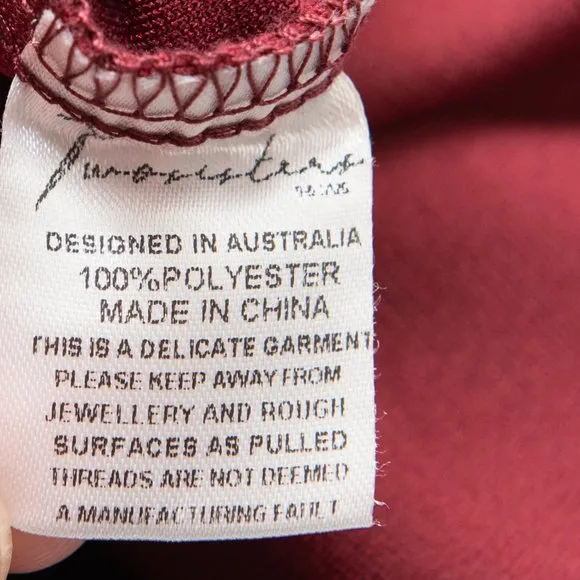 Twosisters
DESIGNED IN AUSTRALIA
100%POLYESTER
MADE IN CHINA
THIS IS A DELICATE GARMENT
PLEASE KEEP AWAY FROM
JEWELLERY AND ROUGH
SURFACES AS PULLED
THREADS ARE NOT DEEMED
A MANUFACTURING FAULT